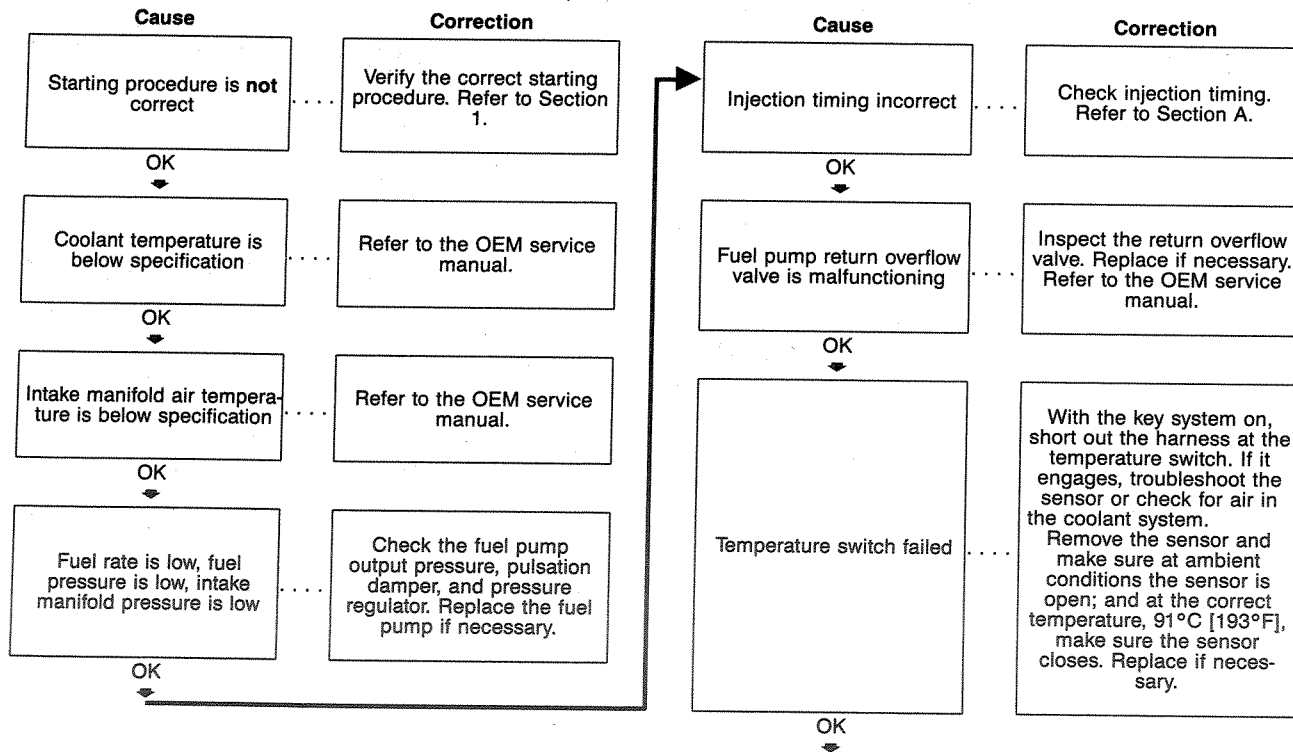 Cause
Correction
Starting procedure is not
correct
Verify the correct starting
procedure. Refer to Section
1.
OK
Coolant temperature is
below specification
Refer to the OEM service
manual.
OK
Intake manifold air tempera-
ture is below specification
Refer to the OEM service
manual.
OK
Fuel rate is low, fuel
pressure is low, intake
manifold pressure is low
Check the fuel pump
output pressure, pulsation
damper, and pressure
regulator. Replace the fuel
pump if necessary.
OK
Cause
Correction
Injection timing incorrect
Check injection timing.
Refer to Section A.
OK
Fuel pump return overflow
valve is malfunctioning
Inspect the return overflow
valve. Replace if necessary.
Refer to the OEM service
manual.
OK
Temperature switch failed
With the key system on,
short out the harness at the
temperature switch. If it
engages, troubleshoot the
sensor or check for air in
the coolant system.
Remove the sensor and
make sure at ambient
conditions the sensor is
open; and at the correct
temperature, 91°C [193°F],
make sure the sensor
closes. Replace if neces-
sary.
OK